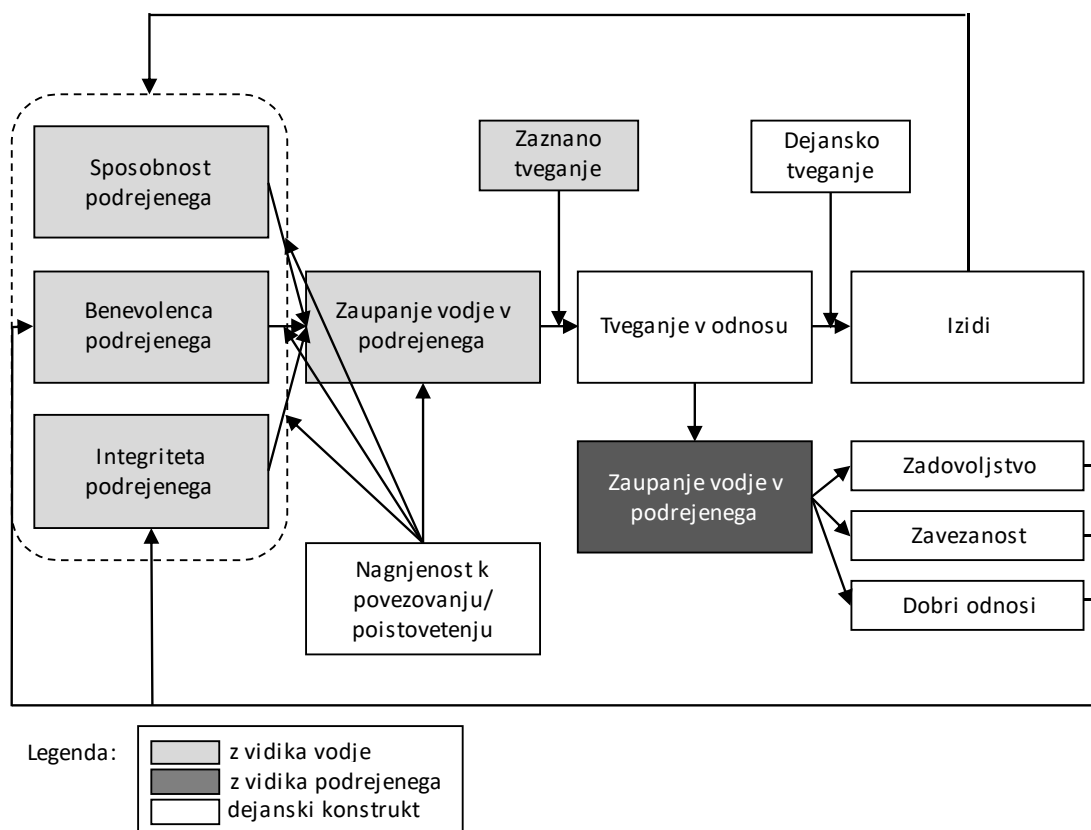 Sposobnost
podrejenega
Zaznano
tveganje
Dejansko
tveganje
Benevolenca
podrejenega
Zaupanje vodje v
podrejenega
Tveganje v odnosu
Izidi
Integriteta
podrejenega
Zaupanje vodje v
podrejenega
Zadovoljstvo
Zavezanost
Dobri odnosi
Nagnjenost k
povezovanju/
poistovetenju
Legenda:
z vidika vodje
z vidika podrejenega
dejanski konstrukt